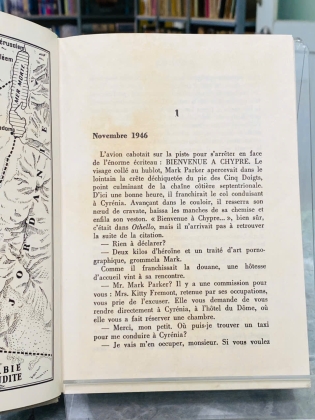 érusalem
MER MORTE
JORDANIE
ABIE
NDITE
1
Novembre 1946
L'avion cabotait sur la piste pour s'arrêter en face
de l'énorme écriteau : BIENVENUE A CHYPRE. Le
visage collé au hublot, Mark Parker apercevait dans le
lointain la crête déchiquetée du pic des Cinq Doigts,
point culminant de la chaîne côtière septentrionale.
D'ici une bonne heure, il franchirait le col conduisant
à Cyrénia. Avançant dans le couloir, il resserra son
nœud de cravate, baissa les manches de sa chemise et
enfila son veston. « Bienvenue à Chypre... », bien sûr,
c'était dans Othello, mais il n'arrivait pas à retrouver
la suite de la citation.
— Rien à déclarer?
— Deux kilos d'héroïne et un traité d'art porno-
graphique, grommela Mark.
Comme il franchissait la douane, une hôtesse
d'accueil vint à sa rencontre.
— Mr. Mark Parker? Il y a une commission pour
vous : Mrs. Kitty Fremont, retenue par ses occupations,
vous prie de l'excuser. Elle vous demande de vous
rendre directement à Cyrénia, à l'hôtel du Dôme, où
elle vous a fait réserver une chambre.
— Merci, mon petit. Où puis-je trouver un taxi
pour me conduire à Cyrénia?
— Je vais m'en occuper, monsieur. Si vous voulez